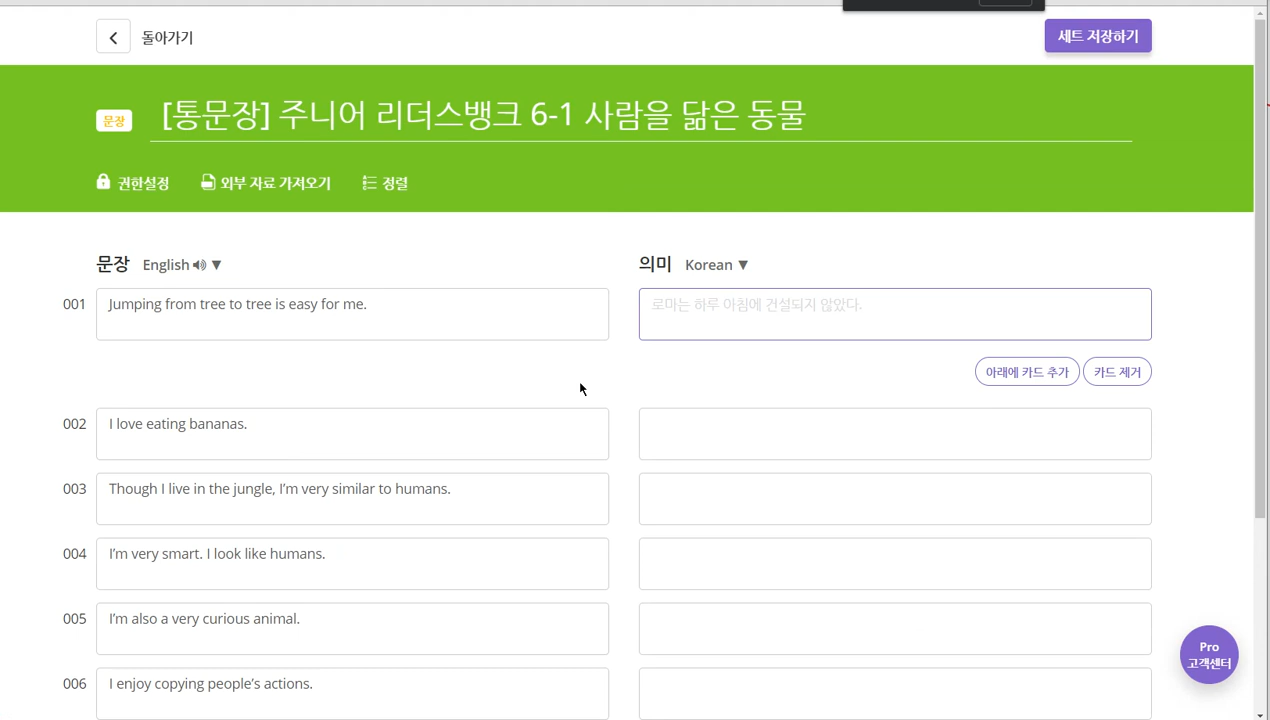 돌아가기
세트 저장하기
문장 [통문장] 주니어 리더스뱅크 6-1 사람을 닮은 동물
권한설정 외부 자료 가져오기 정렬
문장 English ▼ 의미 Korean ▼
001 Jumping from tree to tree is easy for me. 로마는 하루 아침에 건설되지 않았다.
아래에 카드 추가 카드 제거
002 I love eating bananas.
003 Though I live in the jungle, I’m very similar to humans.
004 I’m very smart. I look like humans.
005 I’m also a very curious animal.
006 I enjoy copying people’s actions.
Pro
고객센터